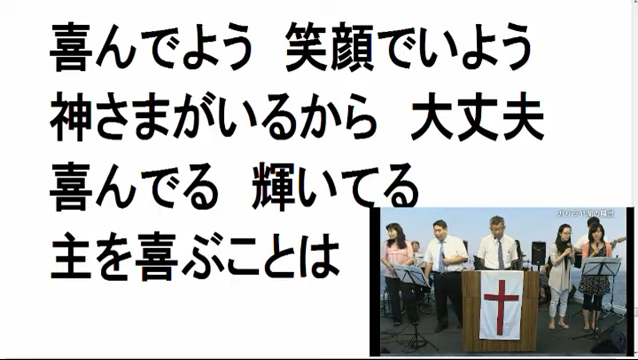 喜んでよう 笑顔でいよう
神さまがいるから 大丈夫
喜んでる 輝いてる
主を喜ぶことは